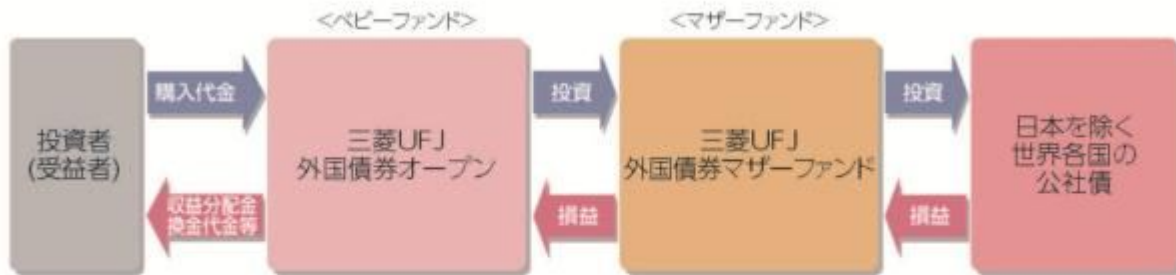 <ベビーファンド>
<マザーファンド>
投資者
(受益者)
購入代金
収益分配金
換金代金等
三菱UFJ
外国債券オープン
投資
損益
三菱UFJ
外国債券マザーファンド
投資
損益
日本を除く
世界各国の
公社債